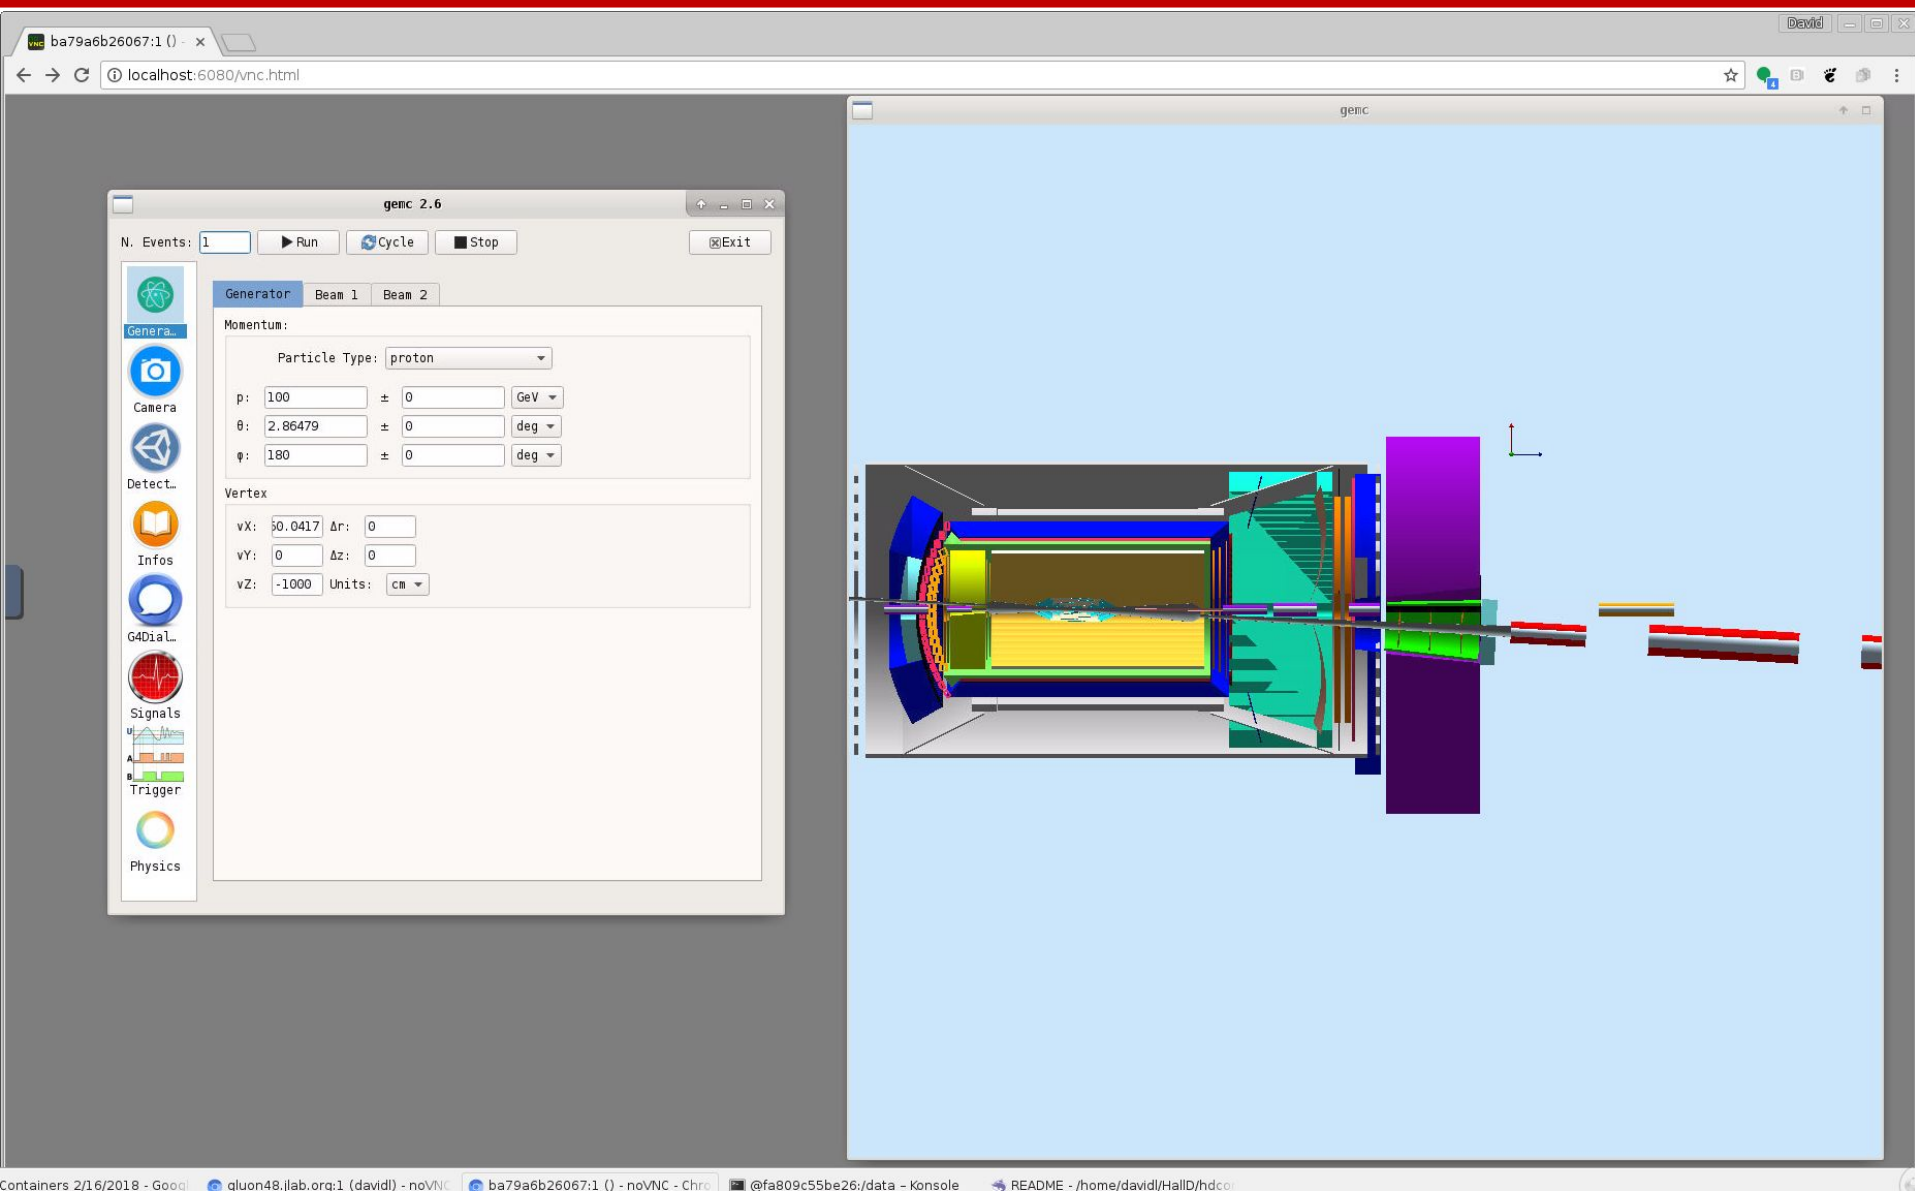 David
ba79a6b26067:1 () -
localhost:6080/vnc.html
gemc
gemc 2.6
N. Events: 1 Run Cycle Stop Exit
Generator Beam 1 Beam 2
Genera…
Momentum:
Particle Type: proton
p: 100 ± 0 GeV
θ: 2.86479 ± 0 deg
φ: 180 ± 0 deg
Camera
Detect…
Vertex
vX: 0.0417 Δr: 0
vY: 0 Δz: 0
vZ: -1000 Units: cm
Infos
G4Dial…
Signals
U
A
B
Trigger
Physics
Containers 2/16/2018 - Goog gluon48.jlab.org:1 (davidl) - noVNC ba79a6b26067:1 () - noVNC - Chro @fa809c55be26:/data – Konsole README - /home/davidl/HallD/hdco